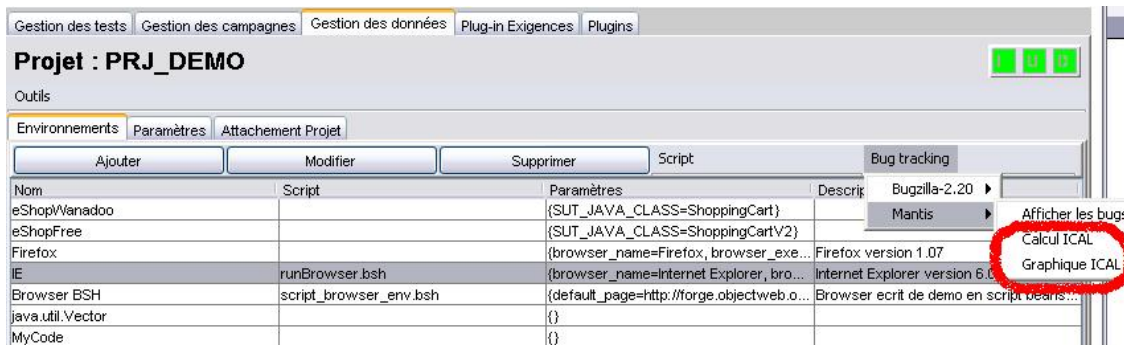 Gestion des tests Gestion des campagnes Gestion des données Plug-in Exigences Plugins
Projet : PRJ_DEMO
I U D
Outils
Environnements Paramètres Attachement Projet
Ajouter Modifier Supprimer Script Bug tracking
Bugzilla-2.20
Mantis
Afficher les bugs
Calcul ICAL
Graphique ICAL
Nom Script Paramètres Descrip
eShopWanadoo {SUT_JAVA_CLASS=ShoppingCart}
eShopFree {SUT_JAVA_CLASS=ShoppingCartV2}
Firefox {browser_name=Firefox, browser_exe... Firefox version 1.07
IE runBrowser.bsh {browser_name=Internet Explorer, bro... Internet Explorer version 6.0
Browser BSH script_browser_env.bsh {default_page=http://forge.objectweb.o... Browser ecrit de demo en script beans...
java.util.Vector {}
MyCode {}